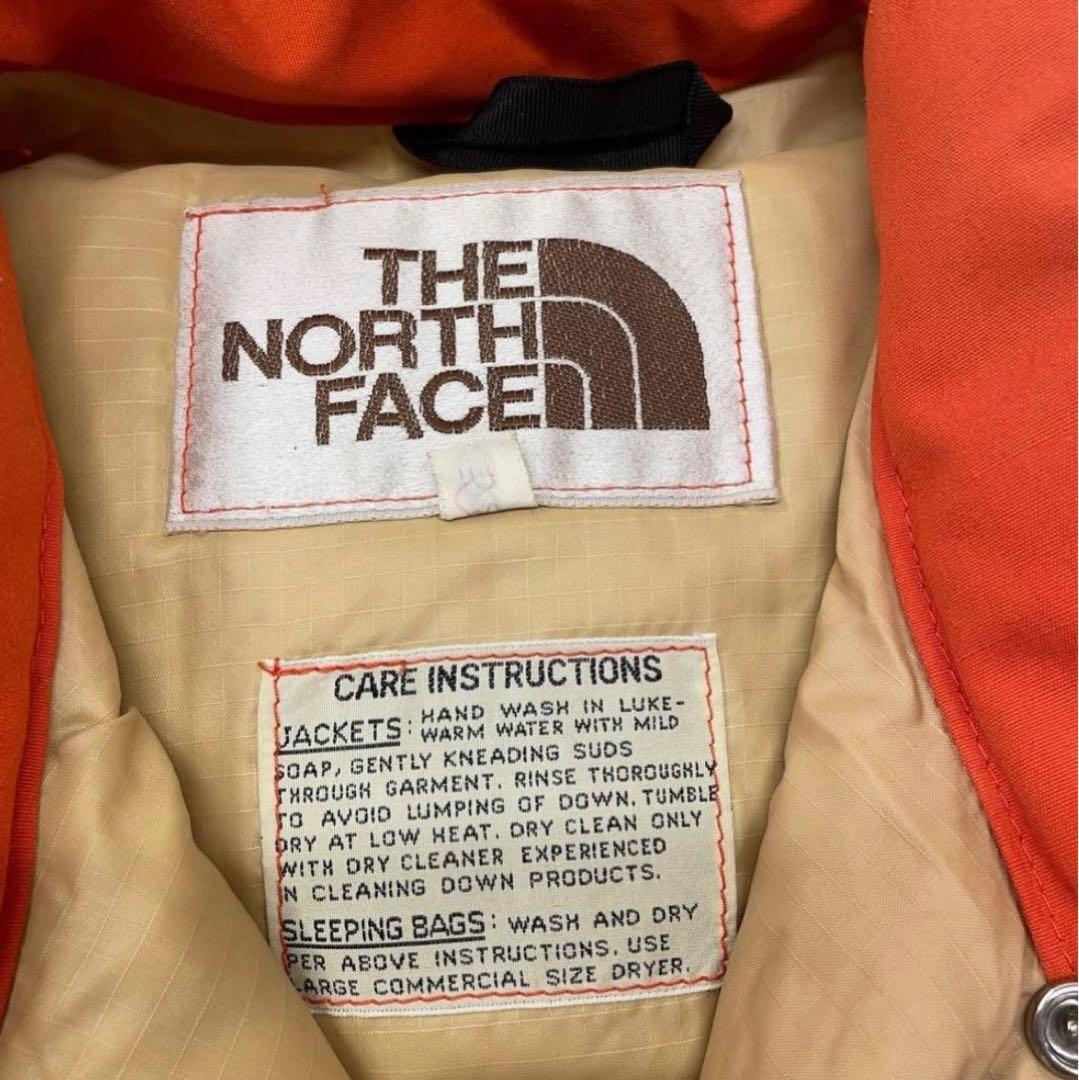 THE
NORTH
FACE
CARE INSTRUCTIONS
JACKETS: HAND WASH IN LUKE-
WARM WATER WITH MILD
SOAP, GENTLY KNEADING SUDS
THROUGH GARMENT. RINSE THOROUGHLY
TO AVOID LUMPING OF DOWN. TUMBLE
DRY AT LOW HEAT. DRY CLEAN ONLY
WITH DRY CLEANER EXPERIENCED
N CLEANING DOWN PRODUCTS.
SLEEPING BAGS: WASH AND DRY
PER ABOVE INSTRUCTIONS. USE
LARGE COMMERCIAL SIZE DRYER.